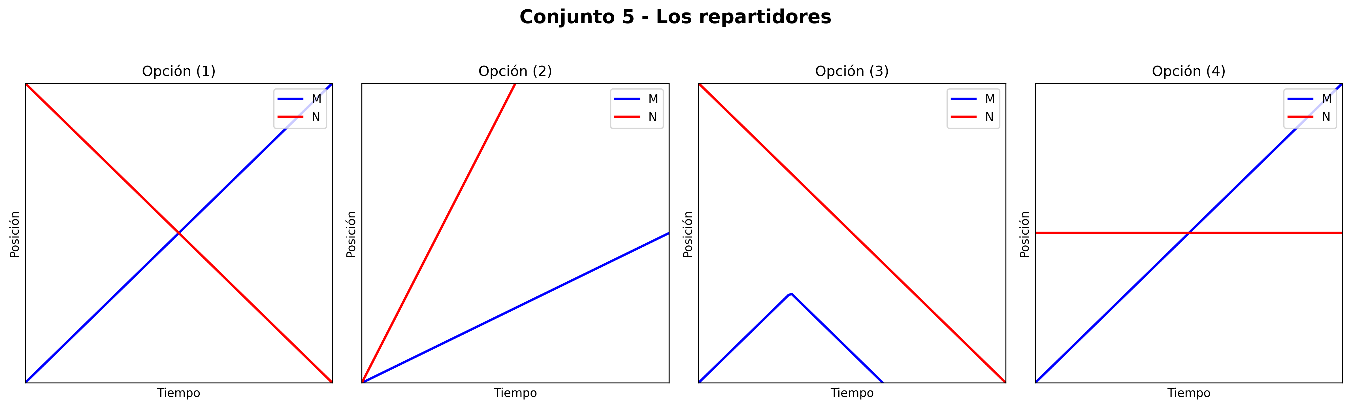 Conjunto 5 - Los repartidores
Opción (1)
M
N
Posición
Tiempo
Opción (2)
M
N
Posición
Tiempo
Opción (3)
M
N
Posición
Tiempo
Opción (4)
M
N
Posición
Tiempo